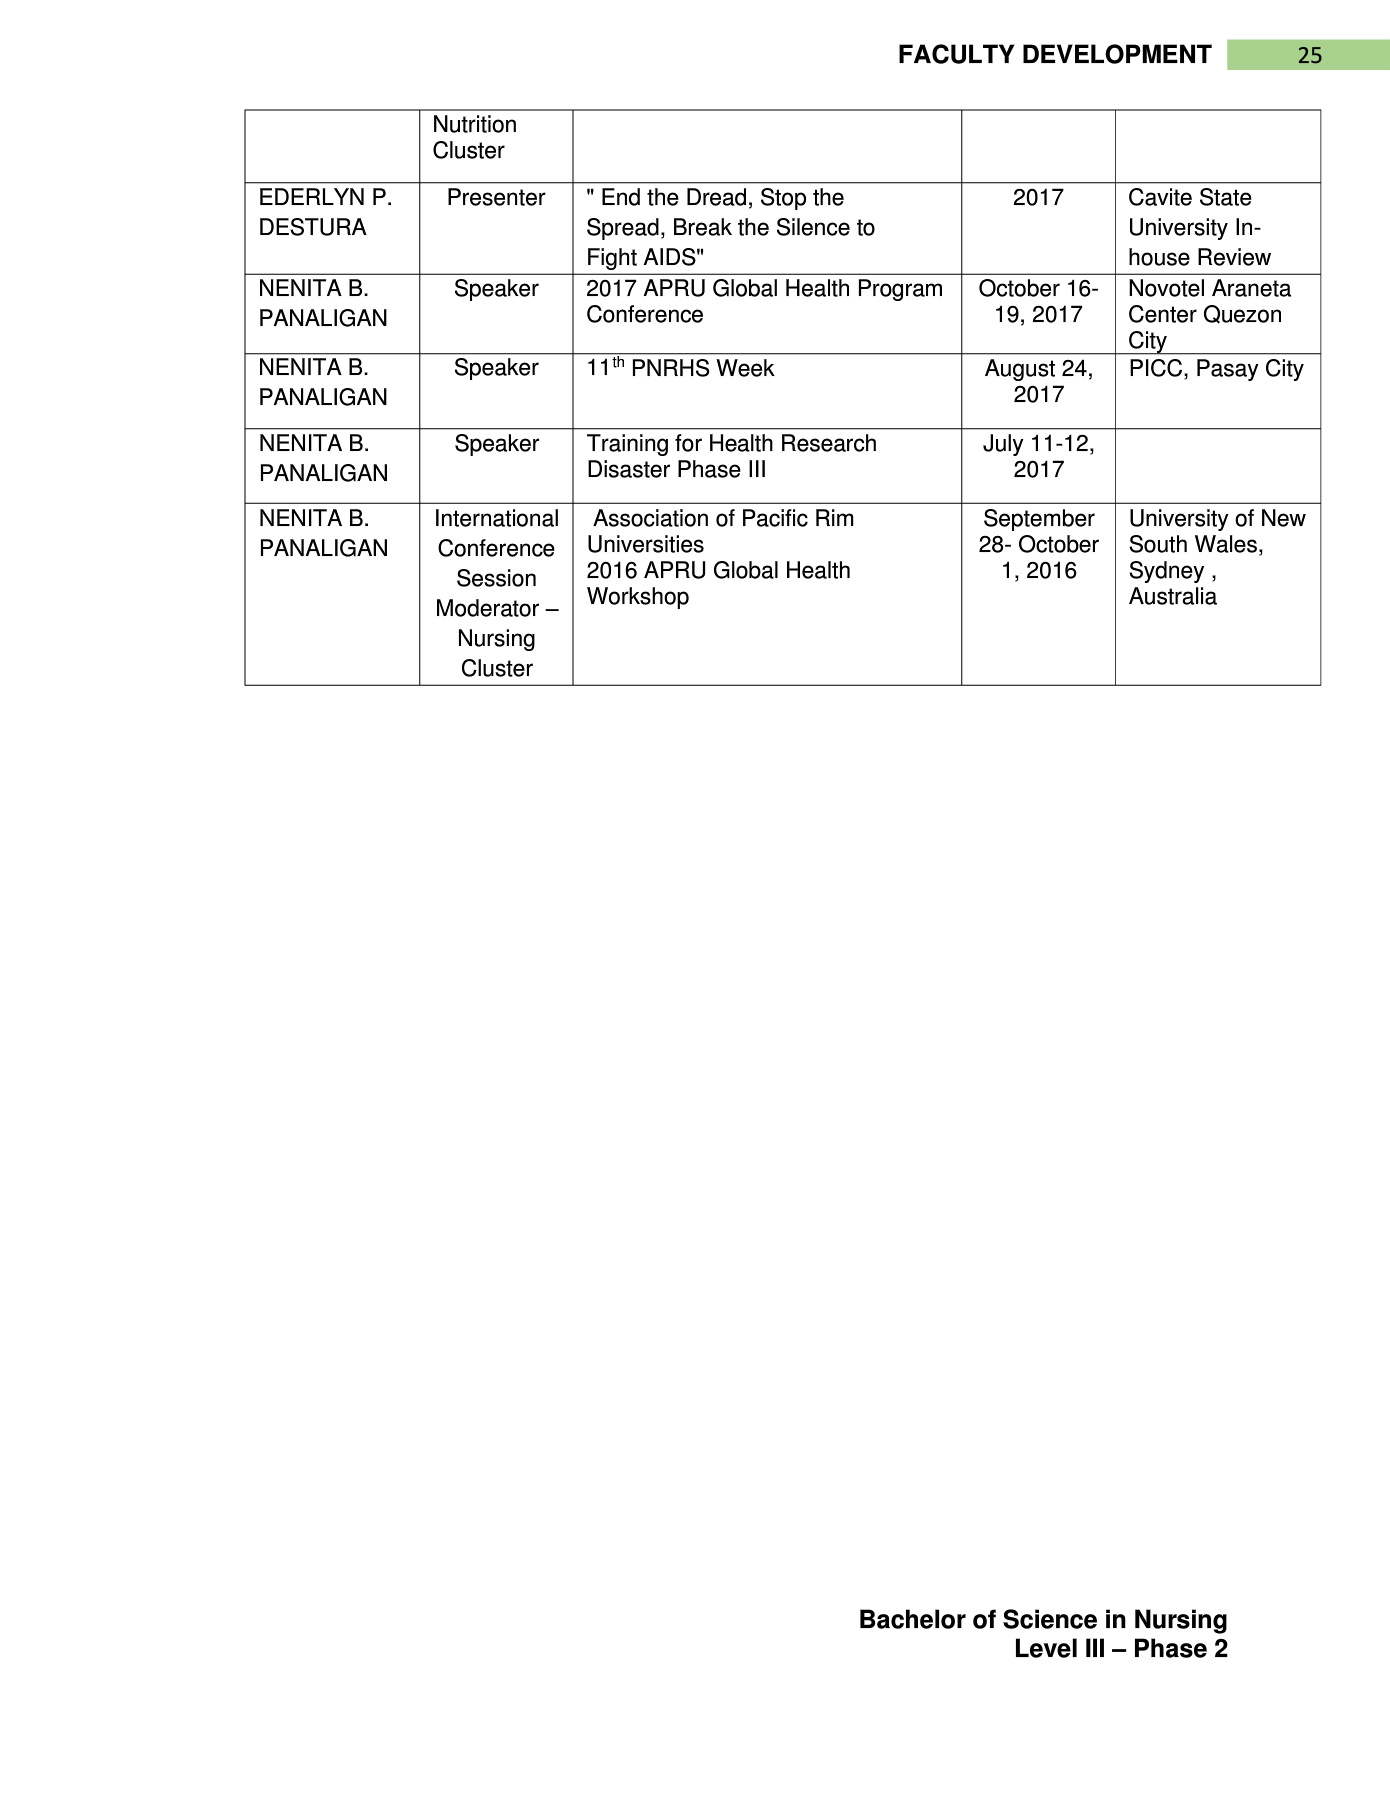 FACULTY DEVELOPMENT 25
Nutrition
Cluster
EDERLYN P.
DESTURA
Presenter
" End the Dread, Stop the
Spread, Break the Silence to
Fight AIDS"
2017
Cavite State
University In-
house Review
NENITA B.
PANALIGAN
Speaker
2017 APRU Global Health Program
Conference
October 16-
19, 2017
Novotel Araneta
Center Quezon
City
NENITA B.
PANALIGAN
Speaker
11th PNRHS Week
August 24,
2017
PICC, Pasay City
NENITA B.
PANALIGAN
Speaker
Training for Health Research
Disaster Phase III
July 11-12,
2017
NENITA B.
PANALIGAN
International
Conference
Session
Moderator –
Nursing
Cluster
Association of Pacific Rim
Universities
2016 APRU Global Health
Workshop
September
28- October
1, 2016
University of New
South Wales,
Sydney ,
Australia
Bachelor of Science in Nursing
Level III – Phase 2